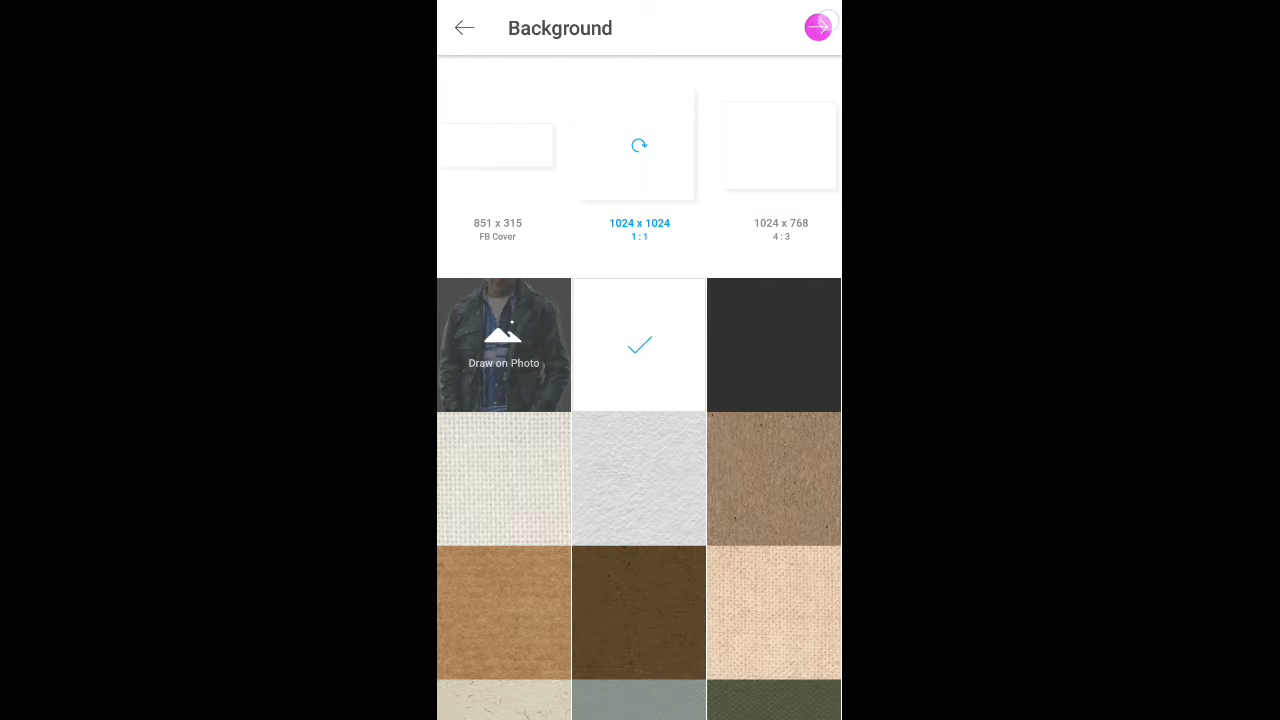 Background
851 x 315
FB Cover
1024 x 1024
1 : 1
1024 x 768
4 : 3
Draw on Photo